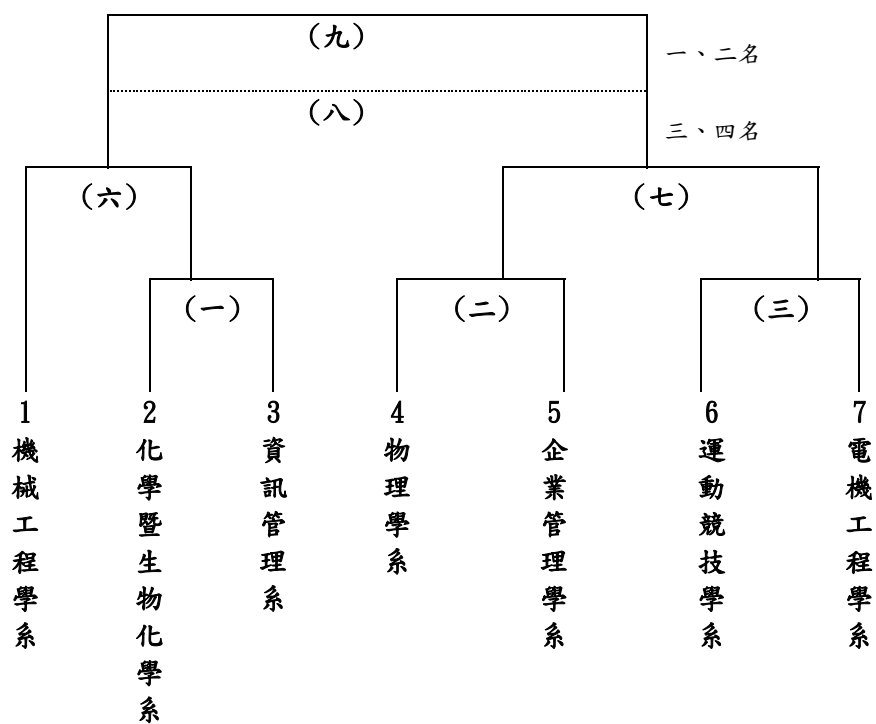 （九）
一、二名
（八）
三、四名
（六）
（七）
（一）
（二）
（三）
1機械工程學系
2化學暨生物化學系
3資訊管理系
4物理學系
5企業管理學系
6運動競技學系
7電機工程學系